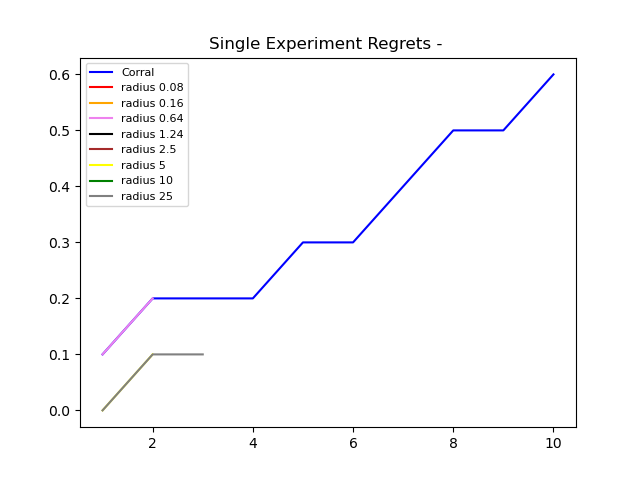 Single Experiment Regrets -
0.6
0.5
0.4
0.3
0.2
0.1
0.0
Corral
radius 0.08
radius 0.16
radius 0.64
radius 1.24
radius 2.5
radius 5
radius 10
radius 25
2 4 6 8 10